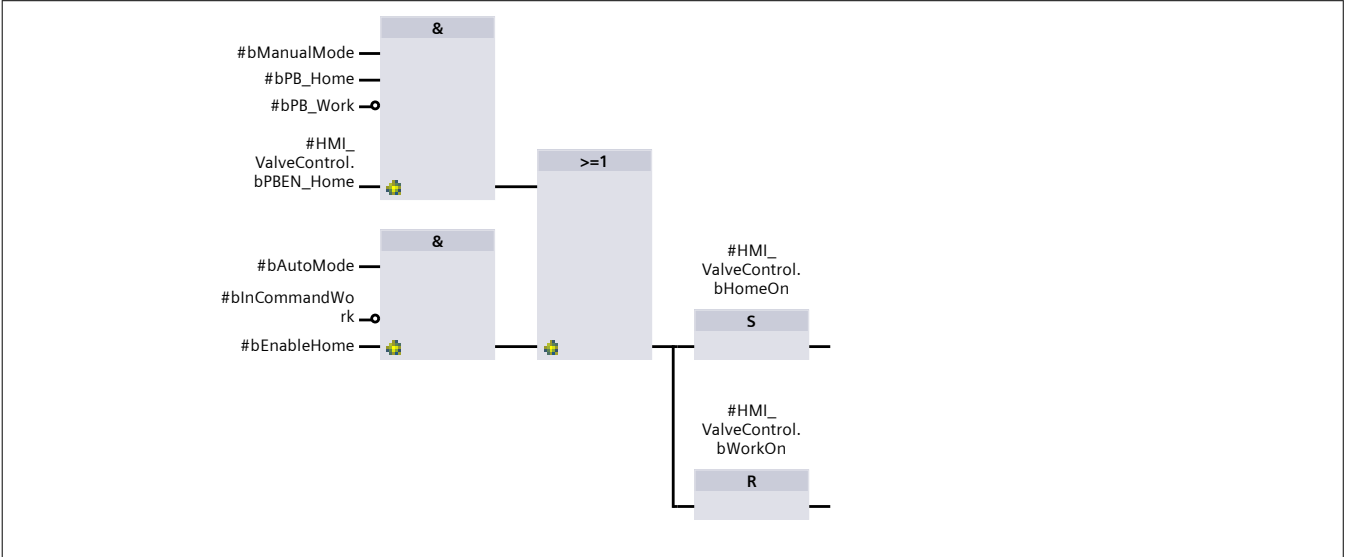 &
#bManualMode
#bPB_Home
#bPB_Work
#HMI_
ValveControl.
bPBEN_Home
>=1
&
#bAutoMode
#bInCommandWo
rk
#bEnableHome
#HMI_
ValveControl.
bHomeOn
S
#HMI_
ValveControl.
bWorkOn
R